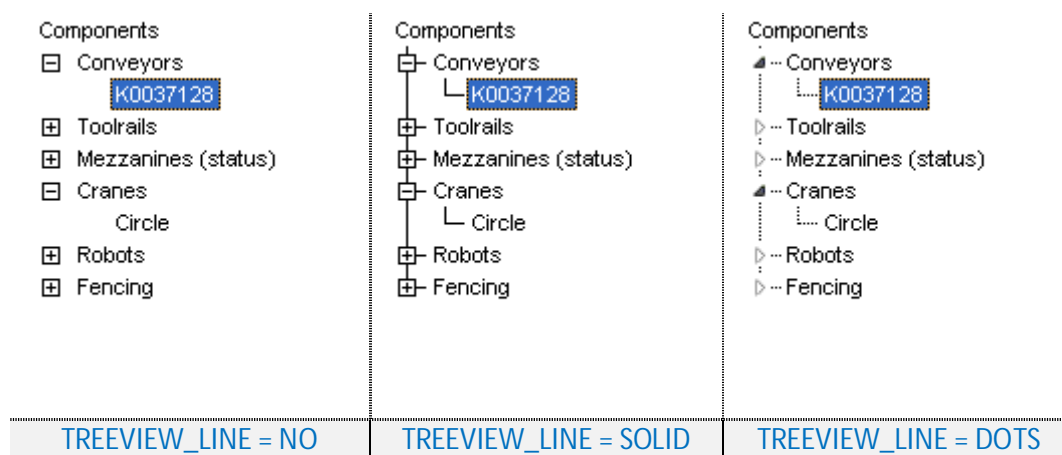 Components
Conveyors
K0037128
Toolrails
Mezzanines (status)
Cranes
Circle
Robots
Fencing
TREEVIEW_LINE = NO
Components
Conveyors
K0037128
Toolrails
Mezzanines (status)
Cranes
Circle
Robots
Fencing
TREEVIEW_LINE = SOLID
Components
Conveyors
K0037128
Toolrails
Mezzanines (status)
Cranes
Circle
Robots
Fencing
TREEVIEW_LINE = DOTS